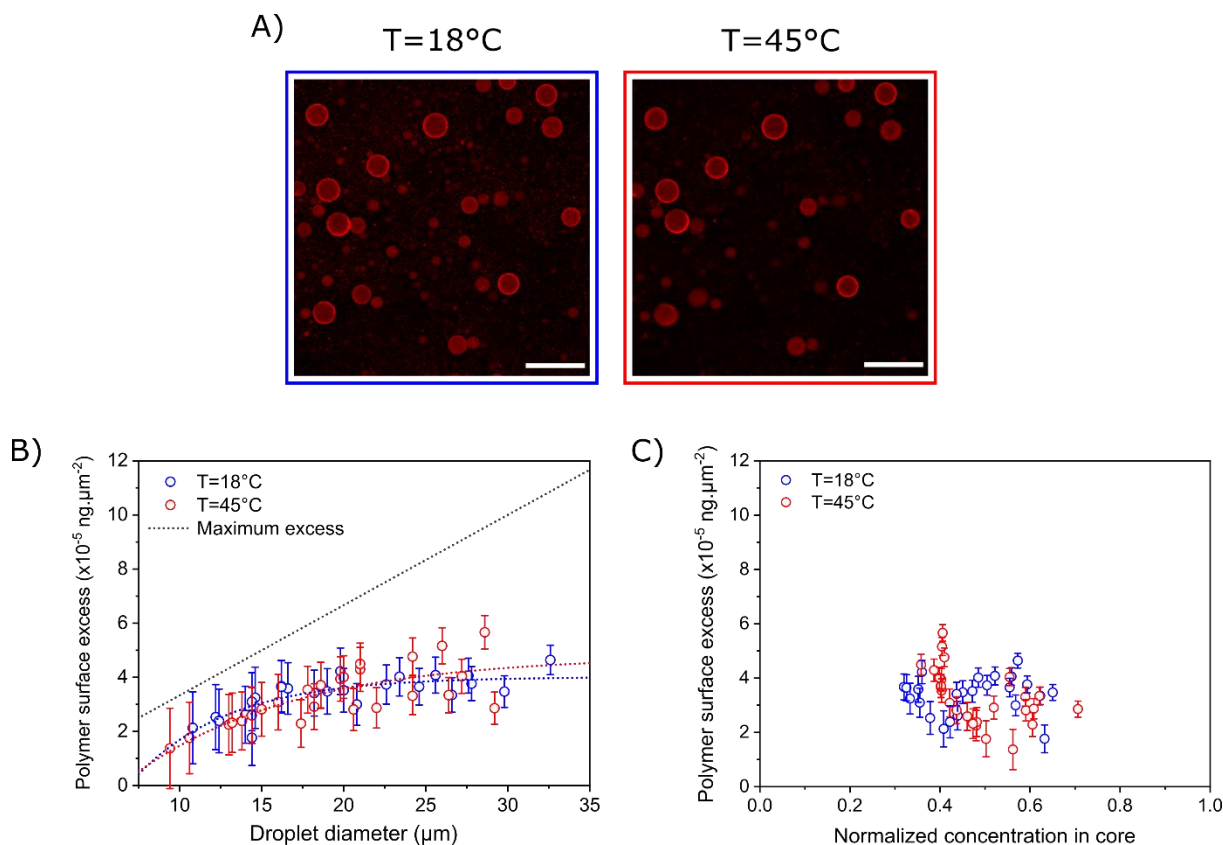 A)
T=18°C
T=45°C
B)
Polymer surface excess (x10⁻⁵ ng.µm⁻²)
12
10
8
6
4
2
0
T=18°C
T=45°C
Maximum excess
10
15
20
25
30
35
Droplet diameter (µm)
C)
Polymer surface excess (x10⁻⁵ ng.µm⁻²)
12
10
8
6
4
2
0
T=18°C
T=45°C
0.0
0.2
0.4
0.6
0.8
1.0
Normalized concentration in core